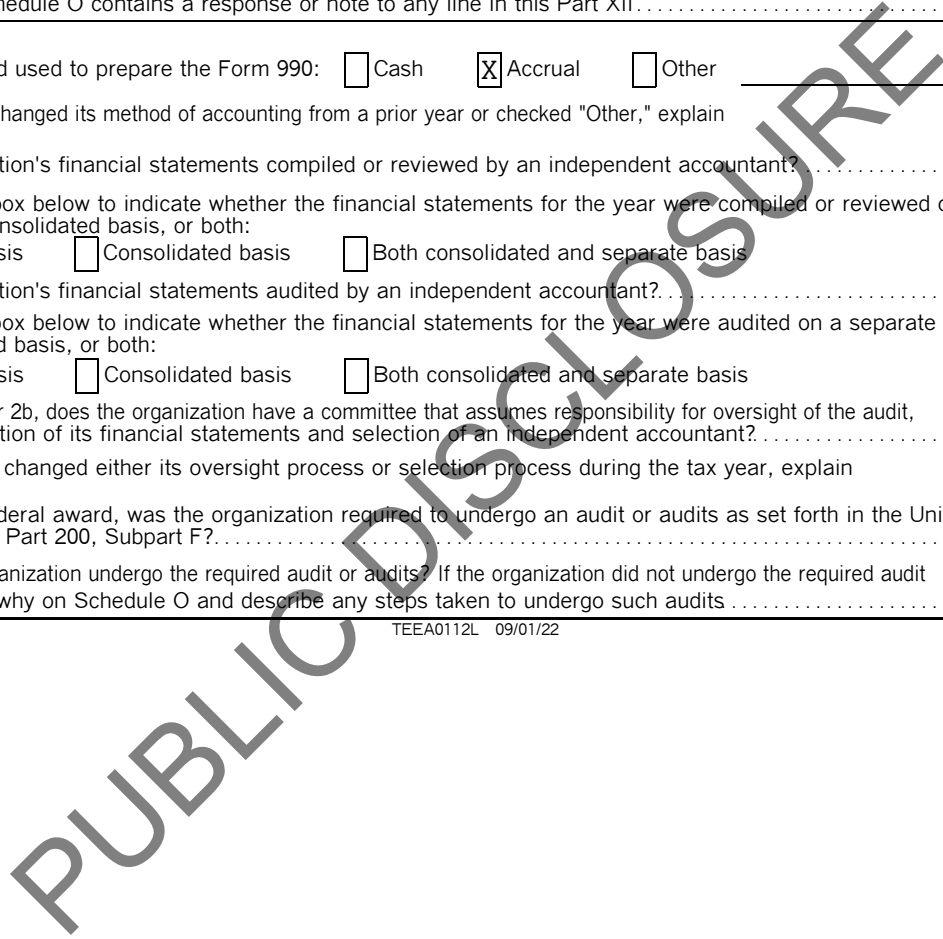 hedule O contains a response or note to any line in this Part XII
d used to prepare the Form 990: Cash X Accrual Other
hanged its method of accounting from a prior year or checked "Other," explain
tion's financial statements compiled or reviewed by an independent accountant?
box below to indicate whether the financial statements for the year were compiled or reviewed o
nsolidated basis, or both:
sis Consolidated basis Both consolidated and separate basis
tion's financial statements audited by an independent accountant?
box below to indicate whether the financial statements for the year were audited on a separate
d basis, or both:
sis Consolidated basis Both consolidated and separate basis
r 2b, does the organization have a committee that assumes responsibility for oversight of the audit,
tion of its financial statements and selection of an independent accountant?
changed either its oversight process or selection process during the tax year, explain
deral award, was the organization required to undergo an audit or audits as set forth in the Uni
Part 200, Subpart F?
anization undergo the required audit or audits? If the organization did not undergo the required audit
why on Schedule O and describe any steps taken to undergo such audits
TEEA0112L 09/01/22
PUBLIC DISCLOSURE